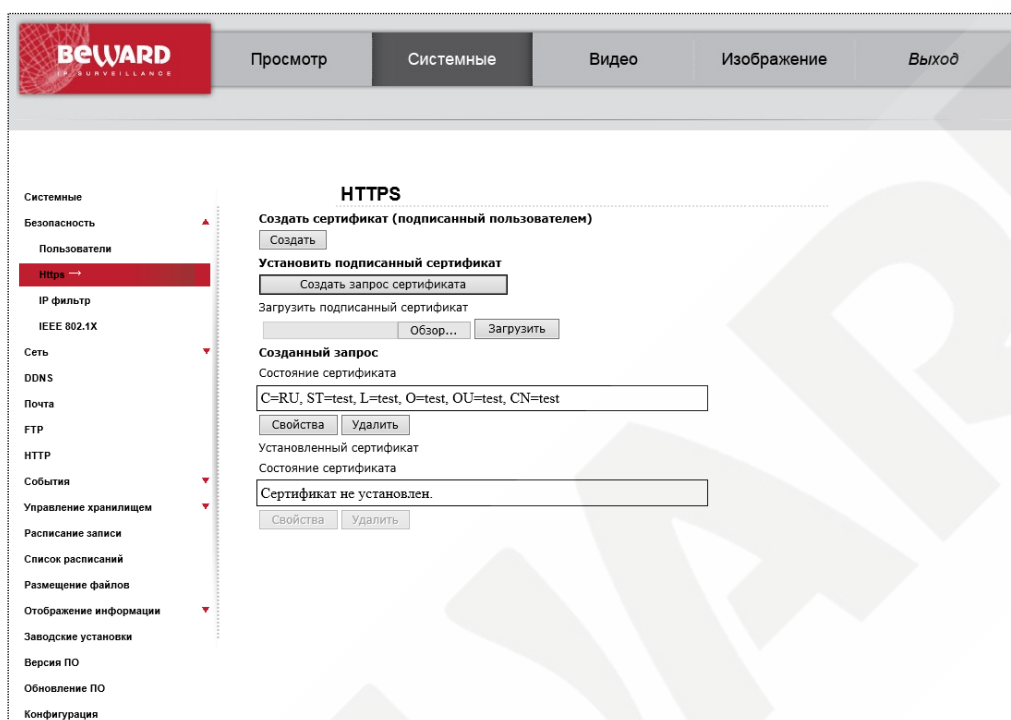 BEWARD
IP SURVEILLANCE
Просмотр
Системные
Видео
Изображение
Выход
Системные
Безопасность
Пользователи
Https
IP фильтр
IEEE 802.1X
Сеть
DDNS
Почта
FTP
HTTP
События
Управление хранилищем
Расписание записи
Список расписаний
Размещение файлов
Отображение информации
Заводские установки
Версия ПО
Обновление ПО
Конфигурация
HTTPS
Создать сертификат (подписанный пользователем)
Создать
Установить подписанный сертификат
Создать запрос сертификата
Загрузить подписанный сертификат
Обзор... Загрузить
Созданный запрос
Состояние сертификата
C=RU, ST=test, L=test, O=test, OU=test, CN=test
Свойства Удалить
Установленный сертификат
Состояние сертификата
Сертификат не установлен.
Свойства Удалить